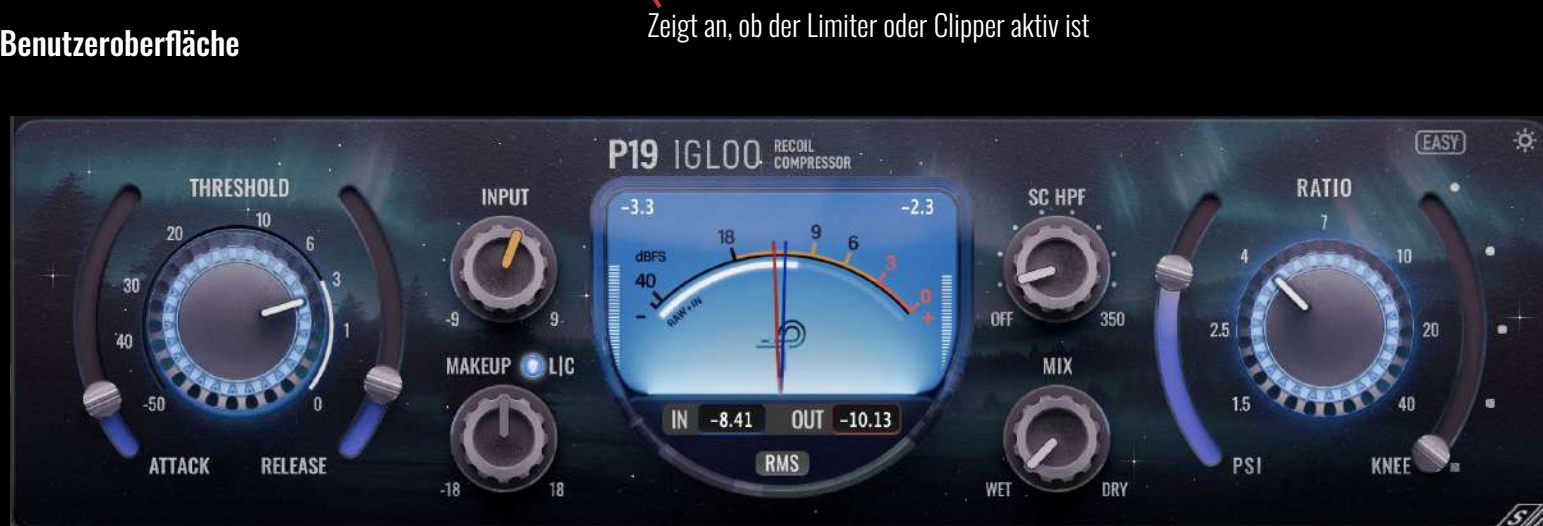 Zeigt an, ob der Limiter oder Clipper aktiv ist
Benutzeroberfläche
P19 IGLOO RECOIL
COMPRESSOR
EASY
THRESHOLD
-50 40 30 20 10 6 3 1 0
ATTACK
RELEASE
INPUT
-9 9
MAKEUP L|C
-18 18
-3.3 -2.3
dBFS
- 40 18 9 6 3 0 +
RAW+IN
IN -8.41 OUT -10.13
RMS
SC HPF
OFF 350
MIX
WET DRY
RATIO
1.5 2.5 4 7 10 20 40
PSI
KNEE